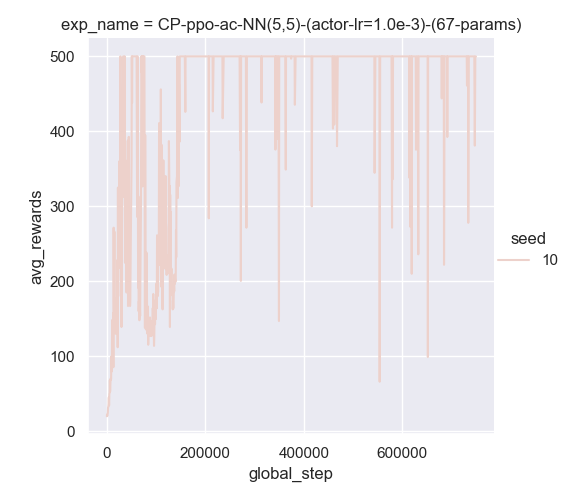 exp_name = CP-ppo-ac-NN(5,5)-(actor-lr=1.0e-3)-(67-params)
500
400
300
200
100
0
avg_rewards
seed
10
0 200000 400000 600000
global_step